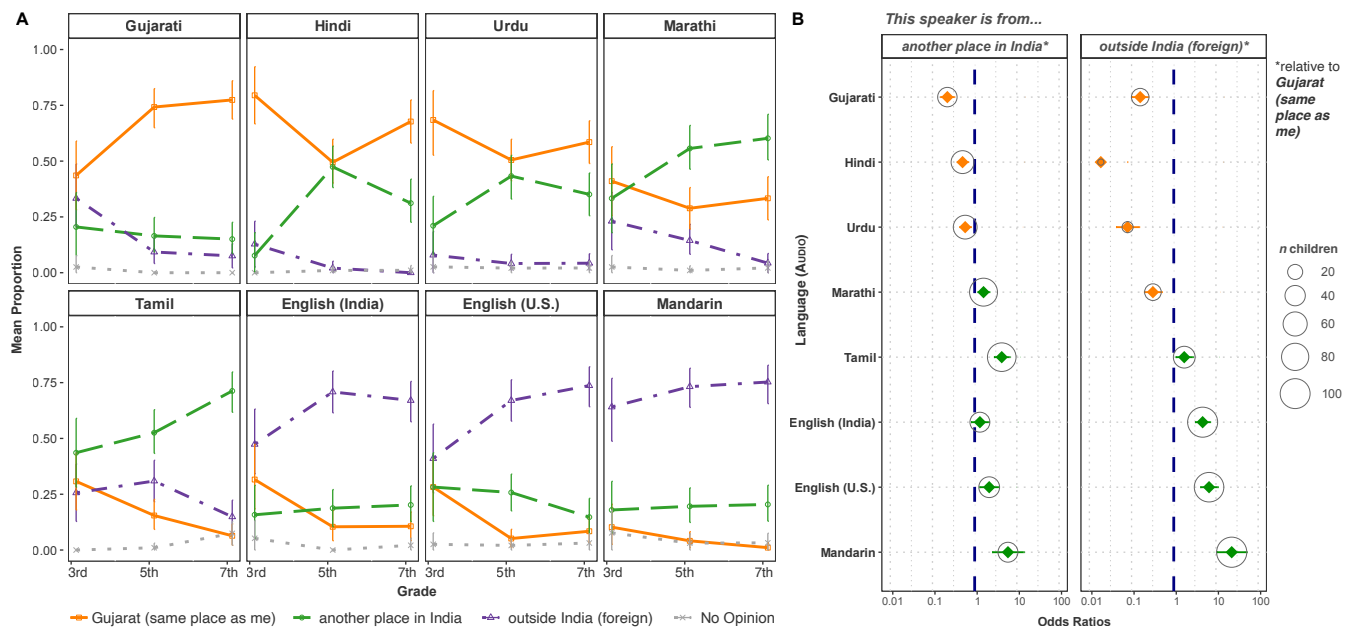 A
Gujarati
Hindi
Urdu
Marathi
1.00
0.75
0.50
0.25
0.00
Tamil
English (India)
English (U.S.)
Mandarin
1.00
0.75
0.50
0.25
0.00
Mean Proportion
3rd 5th 7th
3rd 5th 7th
3rd 5th 7th
3rd 5th 7th
Grade
Gujarat (same place as me)
another place in India
outside India (foreign)
No Opinion
B
This speaker is from...
another place in India*
outside India (foreign)*
*relative to
Gujarat
(same
place as
me)
Language (Audio)
Gujarati
Hindi
Urdu
Marathi
Tamil
English (India)
English (U.S.)
Mandarin
0.01 0.1 1 10 100
0.01 0.1 1 10 100
Odds Ratios
n children
20
40
60
80
100